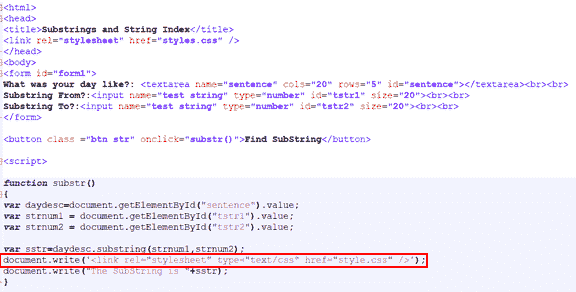 <html>
<head>
<title>Substrings and String Index</title>
<link rel="stylesheet" href="styles.css" />
</head>
<body>
<form id="form1">
What was your day like?: <textarea name="sentence" cols="20" rows="5" id="sentence"></textarea><br><br>
Substring From?:<input name="test string" type="number" id="tstr1" size="20"><br><br>
Substring To?:<input name="test string" type="number" id="tstr2" size="20"><br><br>
</form>
<button class ="btn str" onclick="substr()">Find SubString</button>
<script>
function substr()
{
var daydesc=document.getElementById("sentence").value;
var strnum1 = document.getElementById("tstr1").value;
var strnum2 = document.getElementById("tstr2").value;
var sstr=daydesc.substring(strnum1,strnum2);
document.write('<link rel="stylesheet" type="text/css" href="style.css" />');
document.write("The SubString is "+sstr);
}